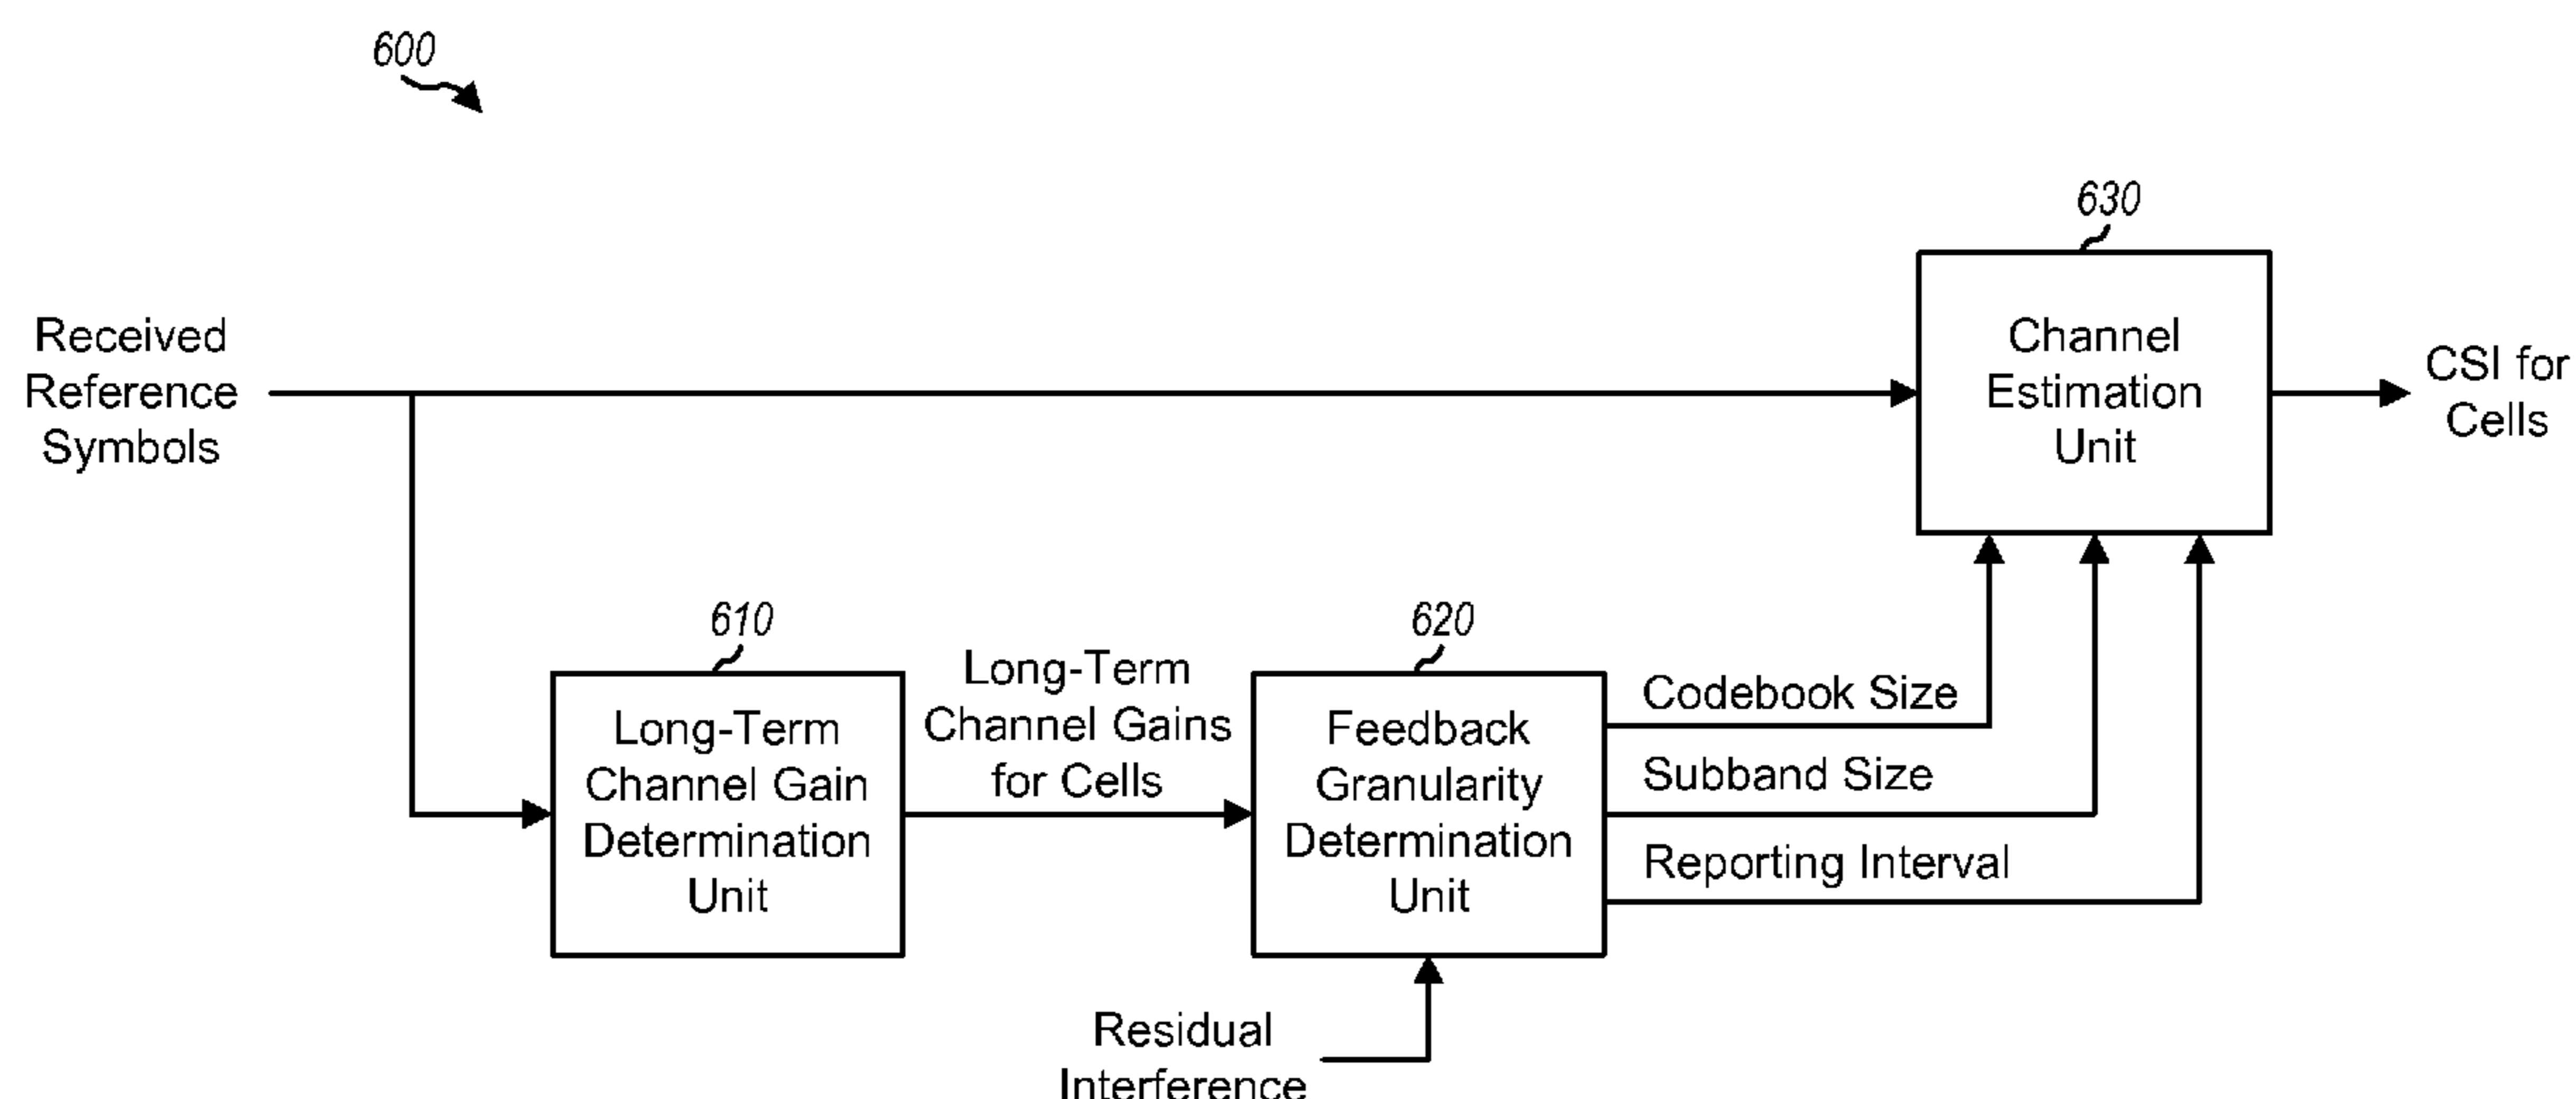 600
630
Received
Reference
Symbols
Channel
Estimation
Unit
CSI for
Cells
610
Long-Term
Channel Gain
Determination
Unit
Long-Term
Channel Gains
for Cells
620
Feedback
Granularity
Determination
Unit
Codebook Size
Subband Size
Reporting Interval
Residual
Interference